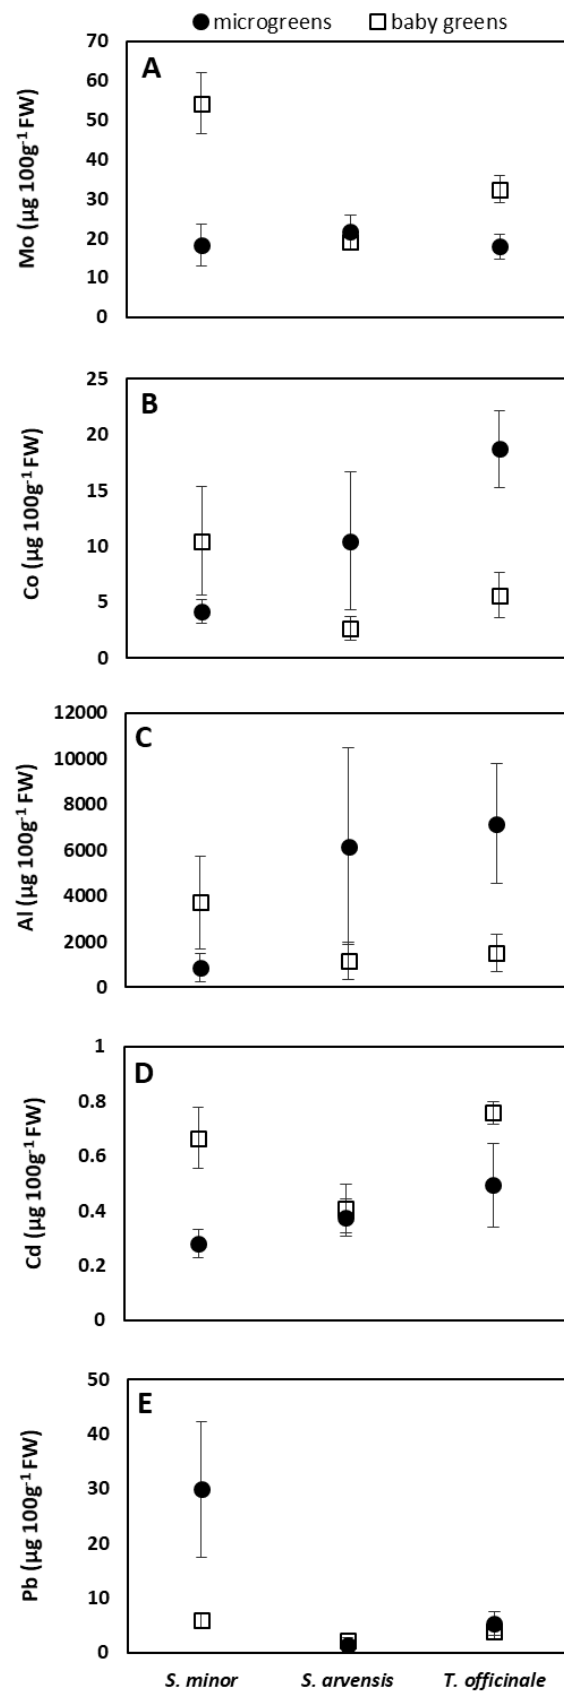 microgreens baby greens
A
Mo (µg 100g-1 FW)
70
60
50
40
30
20
10
0
B
Co (µg 100g-1 FW)
25
20
15
10
5
0
C
Al (µg 100g-1 FW)
12000
10000
8000
6000
4000
2000
0
D
Cd (µg 100g-1 FW)
1
0.8
0.6
0.4
0.2
0
E
Pb (µg 100g-1 FW)
50
40
30
20
10
0
S. minor S. arvensis T. officinale